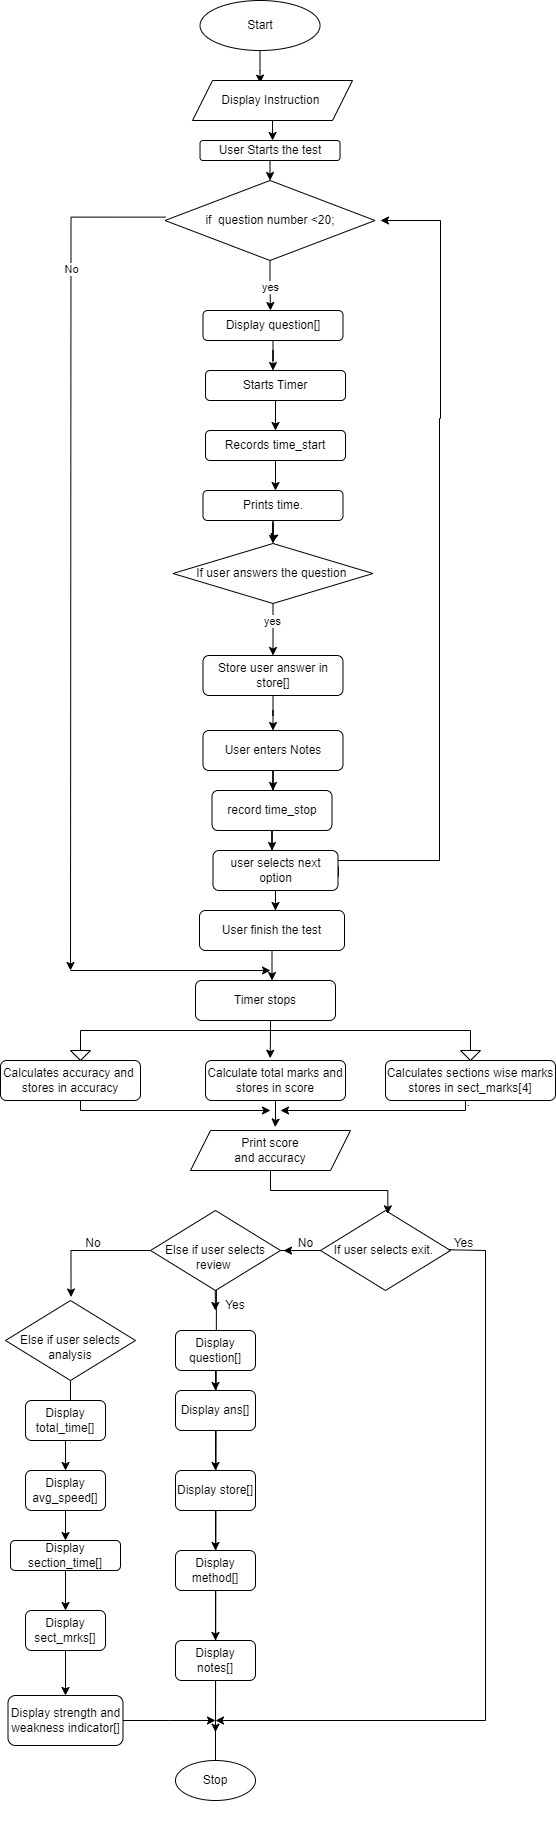 Start
Display Instruction
User Starts the test
if question number <20;
No
yes
Display question[]
Starts Timer
Records time_start
Prints time.
If user answers the question
yes
Store user answer in
store[]
User enters Notes
record time_stop
user selects next
option
User finish the test
Timer stops
Calculates accuracy and
stores in accuracy
Calculate total marks and
stores in score
Calculates sections wise marks
stores in sect_marks[4]
Print score
and accuracy
If user selects exit.
Yes
No
Else if user selects
review
No
Yes
Else if user selects
analysis
Display
question[]
Display ans[]
Display store[]
Display
method[]
Display
notes[]
Display
total_time[]
Display
avg_speed[]
Display
section_time[]
Display
sect_mrks[]
Display strength and
weakness indicator[]
Stop